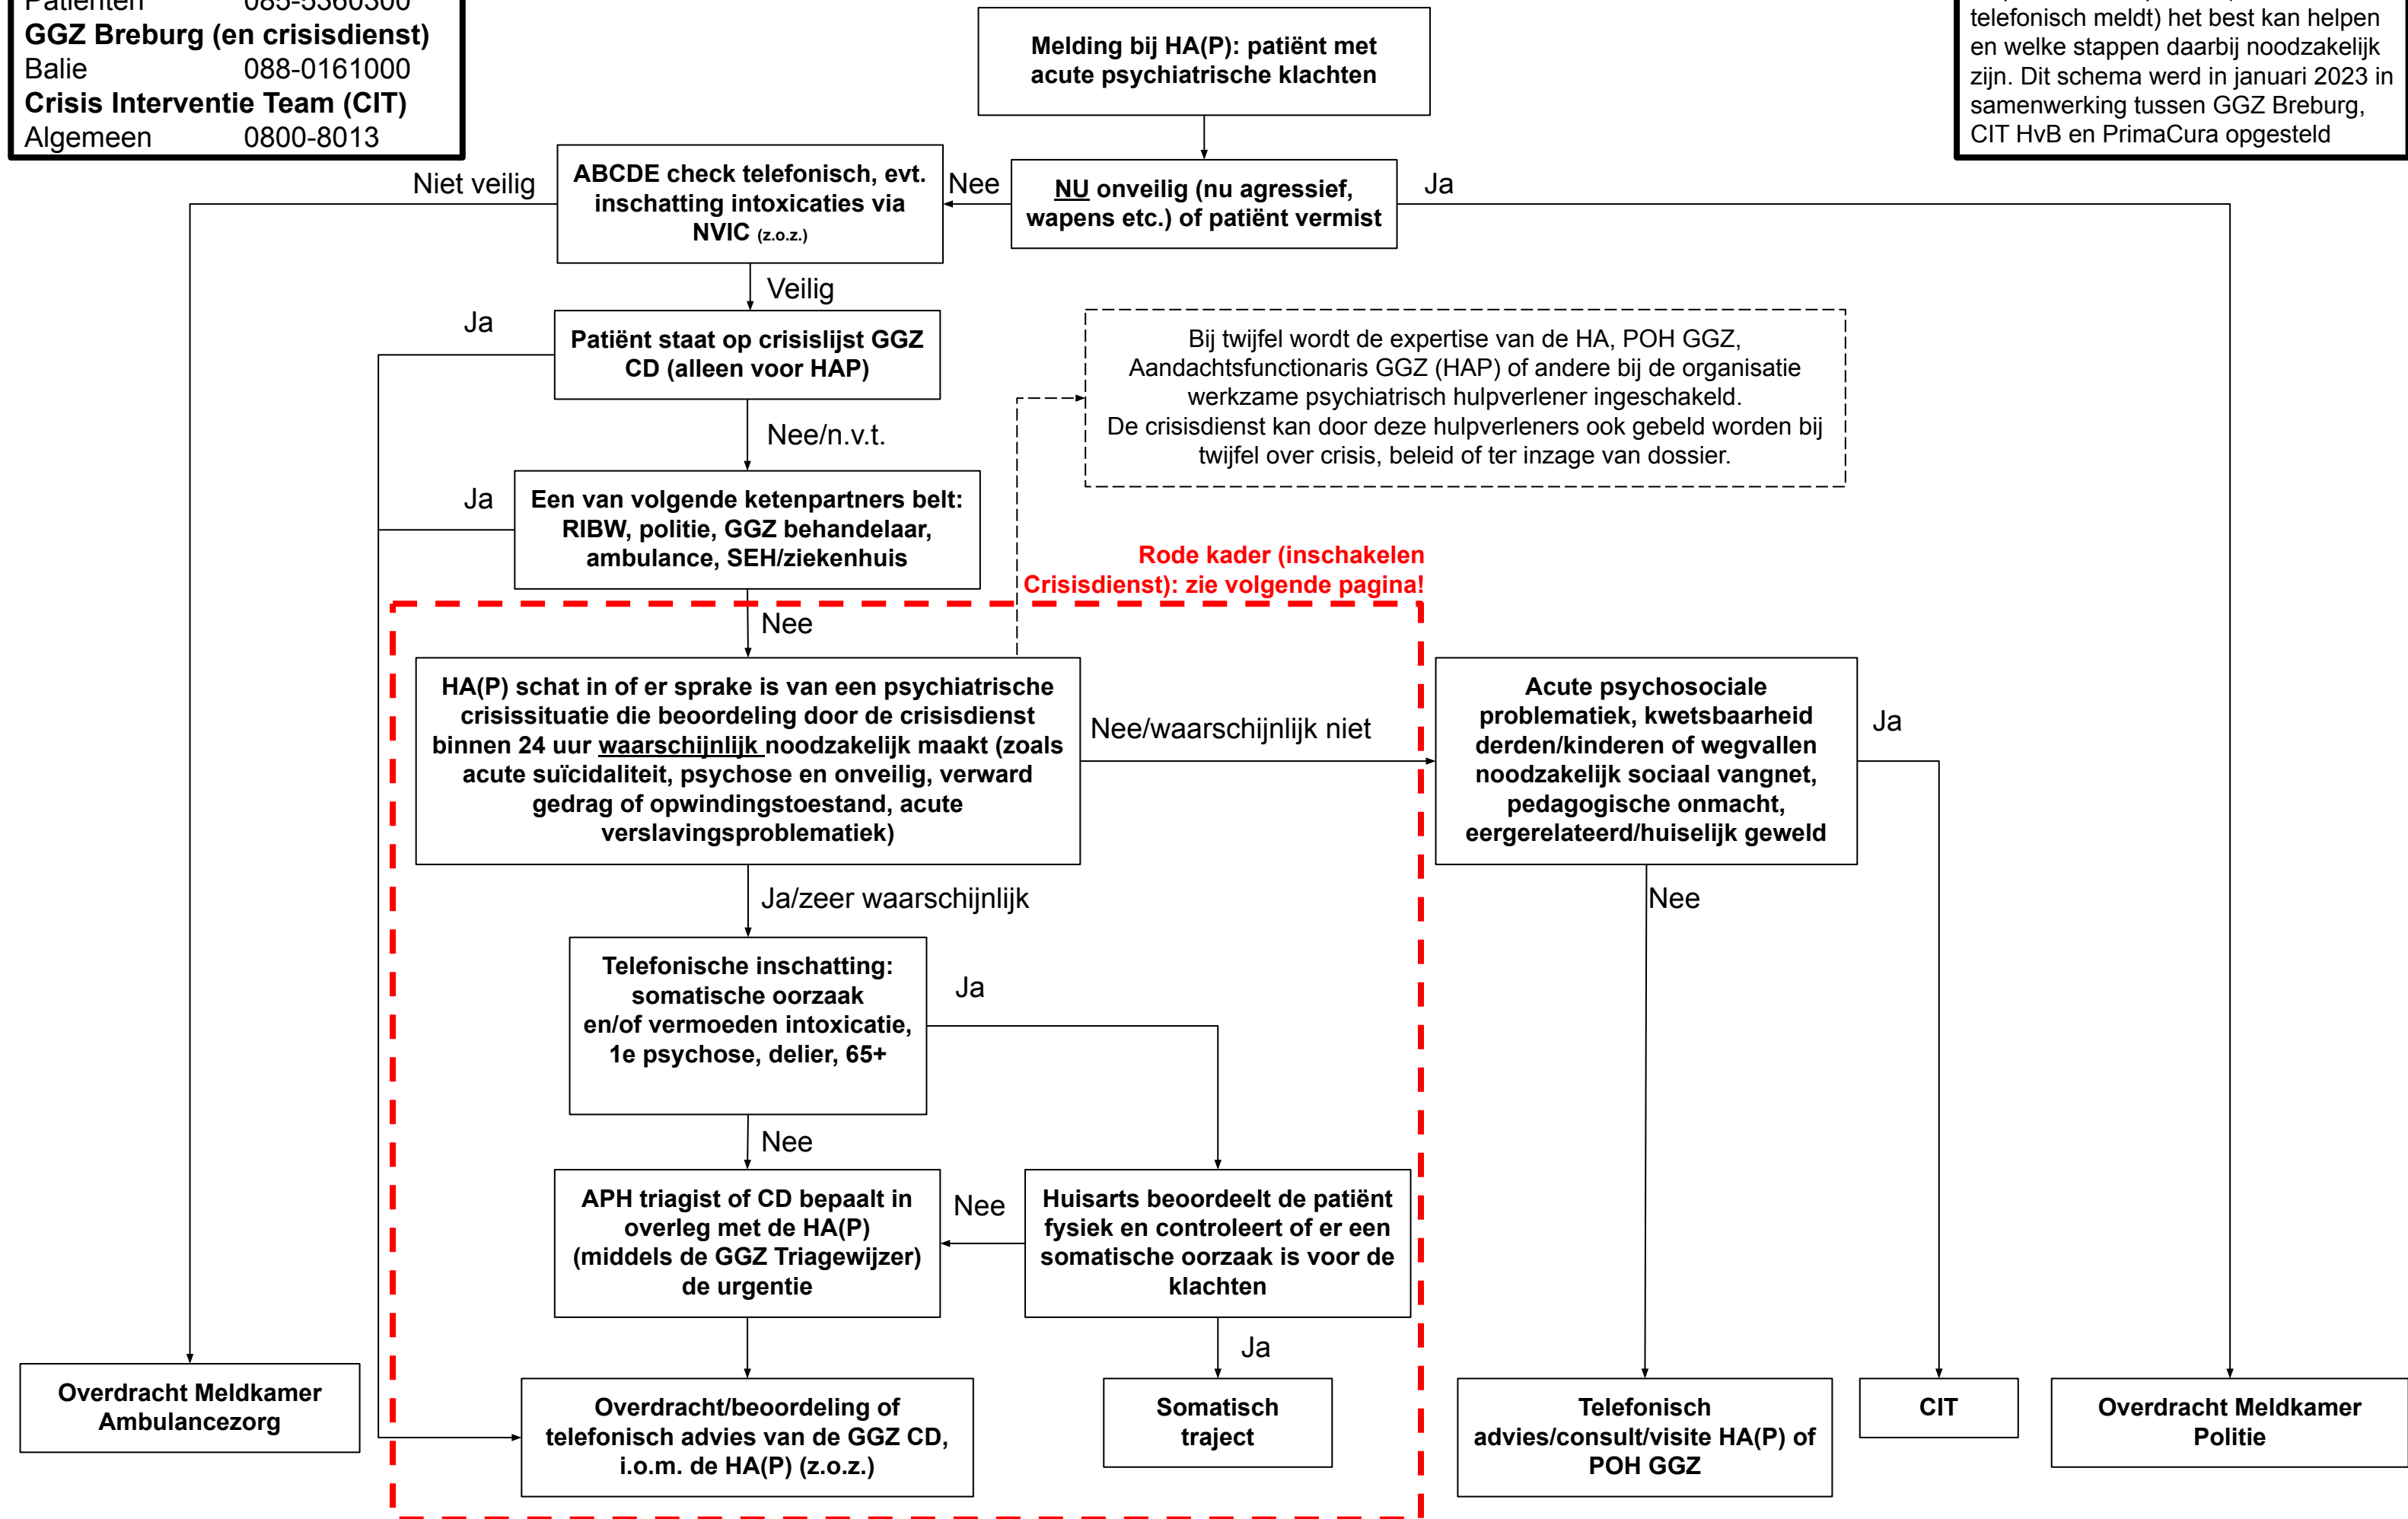 Patiënten 085-5360300
GGZ Breburg (en crisisdienst)
Balie 088-0161000
Crisis Interventie Team (CIT)
Algemeen 0800-8013
telefonisch meldt) het best kan helpen
en welke stappen daarbij noodzakelijk
zijn. Dit schema werd in januari 2023 in
samenwerking tussen GGZ Breburg,
CIT HvB en PrimaCura opgesteld
Melding bij HA(P): patiënt met
acute psychiatrische klachten
NU onveilig (nu agressief,
wapens etc.) of patiënt vermist
Nee
Ja
ABCDE check telefonisch, evt.
inschatting intoxicaties via
NVIC (z.o.z.)
Niet veilig
Veilig
Patiënt staat op crisislijst GGZ
CD (alleen voor HAP)
Ja
Nee/n.v.t.
Bij twijfel wordt de expertise van de HA, POH GGZ,
Aandachtsfunctionaris GGZ (HAP) of andere bij de organisatie
werkzame psychiatrisch hulpverlener ingeschakeld.
De crisisdienst kan door deze hulpverleners ook gebeld worden bij
twijfel over crisis, beleid of ter inzage van dossier.
Een van volgende ketenpartners belt:
RIBW, politie, GGZ behandelaar,
ambulance, SEH/ziekenhuis
Ja
Nee
Rode kader (inschakelen
Crisisdienst): zie volgende pagina!
HA(P) schat in of er sprake is van een psychiatrische
crisissituatie die beoordeling door de crisisdienst
binnen 24 uur waarschijnlijk noodzakelijk maakt (zoals
acute suïcidaliteit, psychose en onveilig, verward
gedrag of opwindingstoestand, acute
verslavingsproblematiek)
Nee/waarschijnlijk niet
Ja/zeer waarschijnlijk
Acute psychosociale
problematiek, kwetsbaarheid
derden/kinderen of wegvallen
noodzakelijk sociaal vangnet,
pedagogische onmacht,
eergerelateerd/huiselijk geweld
Ja
Nee
Telefonische inschatting:
somatische oorzaak
en/of vermoeden intoxicatie,
1e psychose, delier, 65+
Ja
Nee
APH triagist of CD bepaalt in
overleg met de HA(P)
(middels de GGZ Triagewijzer)
de urgentie
Nee
Huisarts beoordeelt de patiënt
fysiek en controleert of er een
somatische oorzaak is voor de
klachten
Ja
Overdracht Meldkamer
Ambulancezorg
Overdracht/beoordeling of
telefonisch advies van de GGZ CD,
i.o.m. de HA(P) (z.o.z.)
Somatisch
traject
Telefonisch
advies/consult/visite HA(P) of
POH GGZ
CIT
Overdracht Meldkamer
Politie